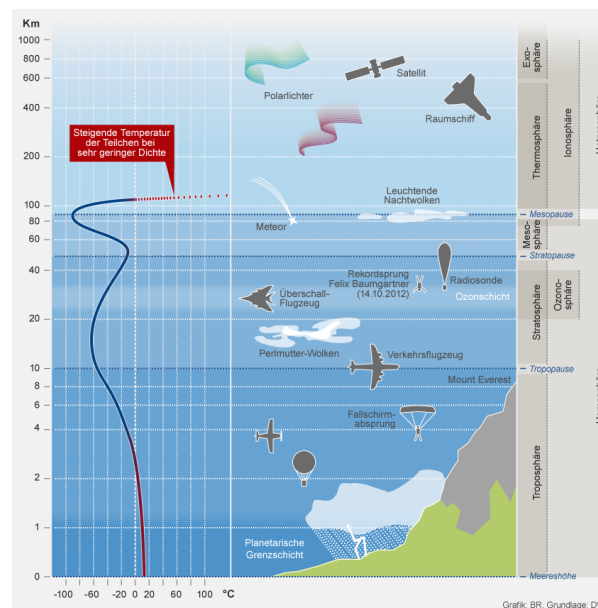 Km
1000
800
600
400
200
100
80
60
40
20
10
8
6
4
2
1
0
-100
-60
-40
0
20
60
100
°C
Steigende Temperatur
der Teilchen bei
sehr geringer Dichte
Polarlichter
Satellit
Raumschiff
Meteor
Leuchtende
Nachtwolken
Überschall-
Flugzeug
Rekordsprung
Felix Baumgartner
(14.10.2012)
Radiosonde
Ozonschicht
Perlmutter-Wolken
Verkehrsflugzeug
Mount Everest
Fallschirm-
absprung
Planetarische
Grenzschicht
Exo-
sphäre
Thermosphäre
Ionosphäre
Mesopause
Meso-
sphäre
Stratopause
Stratosphäre
Ozono-
sphäre
Tropopause
Troposphäre
Meereshöhe
Grafik: BR, Grundlage: